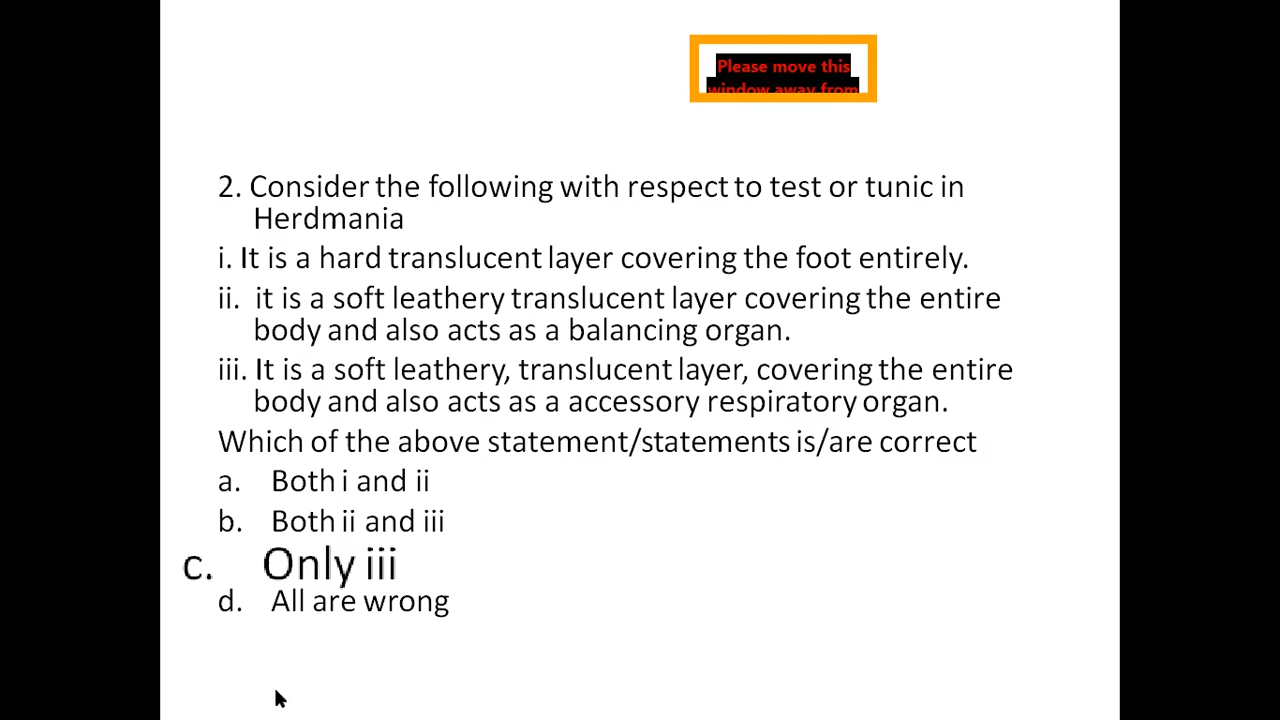 Please move this
window away from
2. Consider the following with respect to test or tunic in
Herdmania
i. It is a hard translucent layer covering the foot entirely.
ii. it is a soft leathery translucent layer covering the entire
body and also acts as a balancing organ.
iii. It is a soft leathery, translucent layer, covering the entire
body and also acts as a accessory respiratory organ.
Which of the above statement/statements is/are correct
a. Both i and ii
b. Both ii and iii
c. Only iii
d. All are wrong